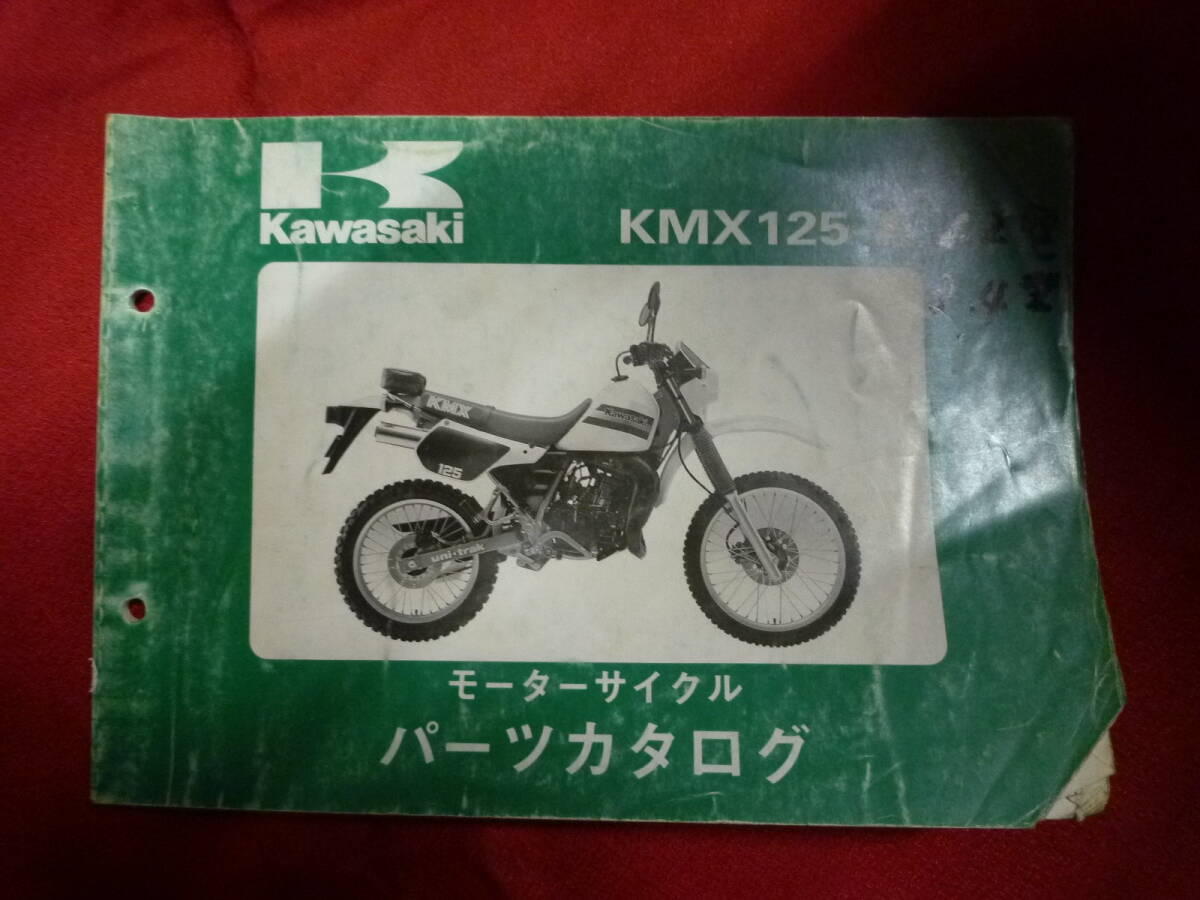 Kawasaki
KMX125
KMX
Kawasaki
125
uni-trak
モーターサイクル
パーツカタログ